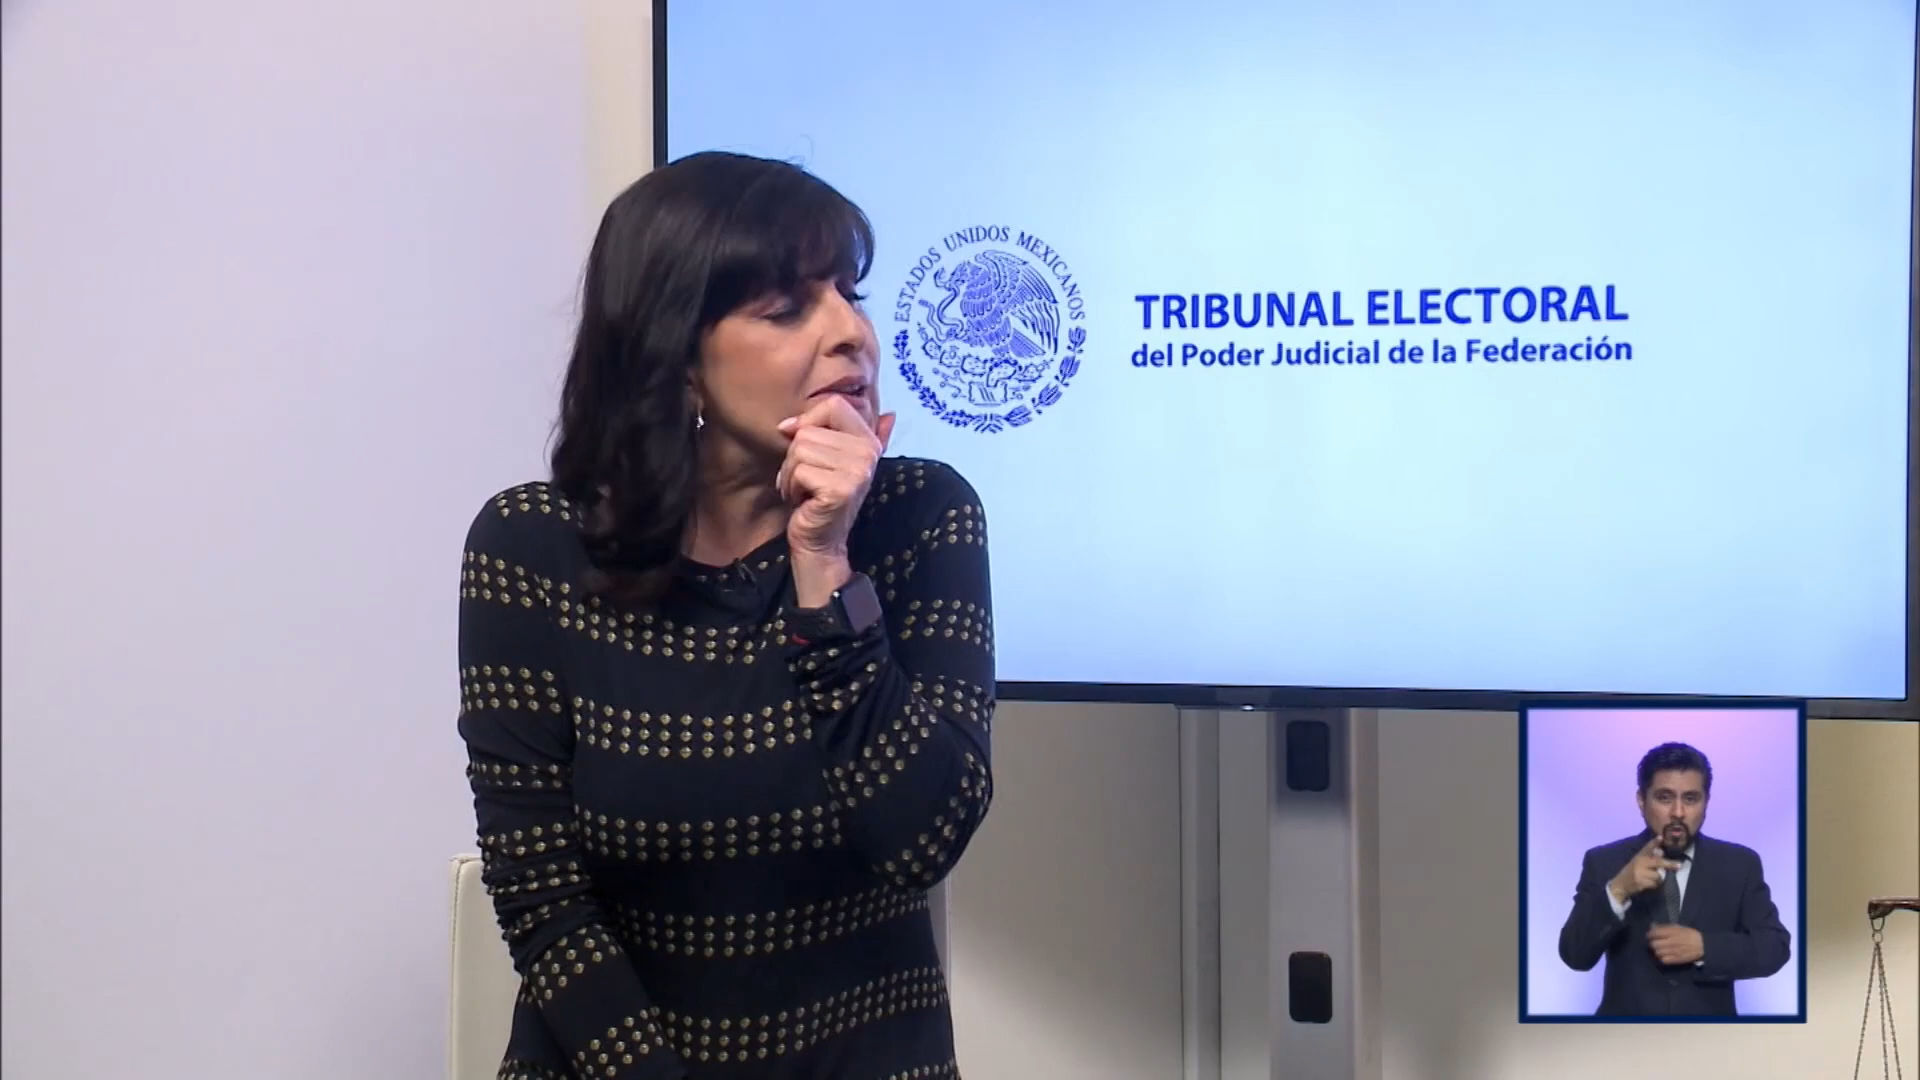 ESTADOS UNIDOS MEXICANOS
TRIBUNAL ELECTORAL
del Poder Judicial de la Federación